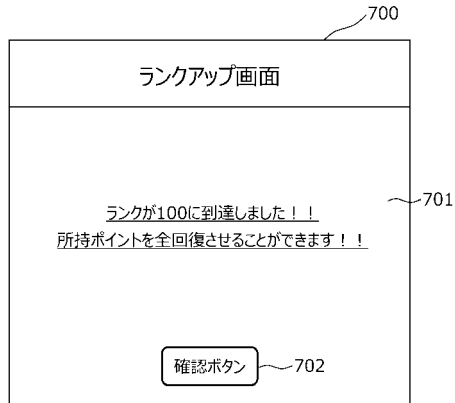 700
ランクアップ画面
ランクが100に到達しました！！
701
所持ポイントを全回復させることができます！！
確認ボタン
702